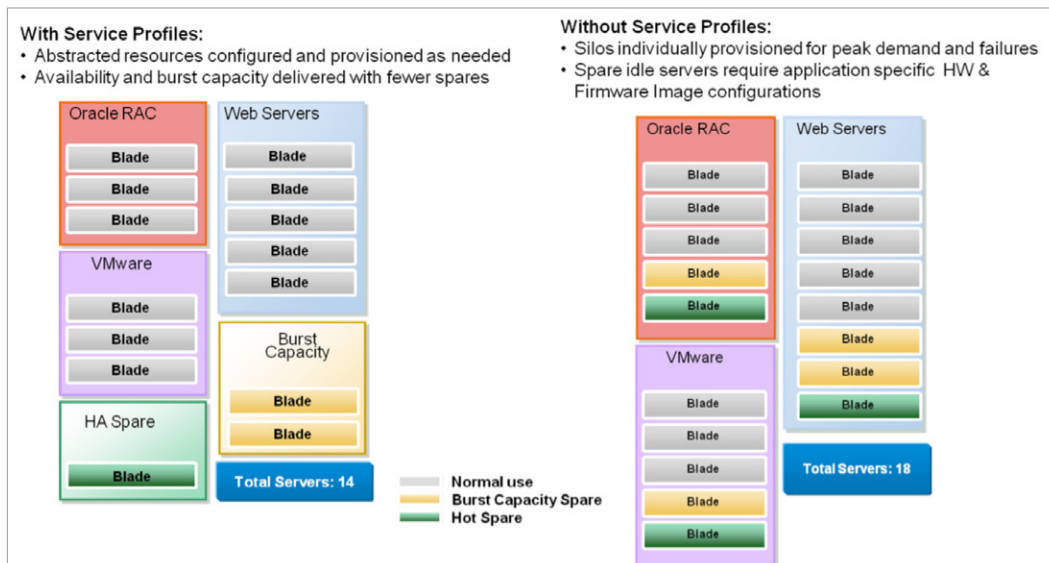 With Service Profiles:
• Abstracted resources configured and provisioned as needed
• Availability and burst capacity delivered with fewer spares
Oracle RAC
Blade
Blade
Blade
Web Servers
Blade
Blade
Blade
Blade
Blade
VMware
Blade
Blade
Blade
Burst
Capacity
Blade
Blade
HA Spare
Blade
Total Servers: 14
Normal use
Burst Capacity Spare
Hot Spare
Without Service Profiles:
• Silos individually provisioned for peak demand and failures
• Spare idle servers require application specific HW &
Firmware Image configurations
Oracle RAC
Blade
Blade
Blade
Blade
Blade
Web Servers
Blade
Blade
Blade
Blade
Blade
Blade
Blade
Blade
VMware
Blade
Blade
Blade
Blade
Blade
Total Servers: 18